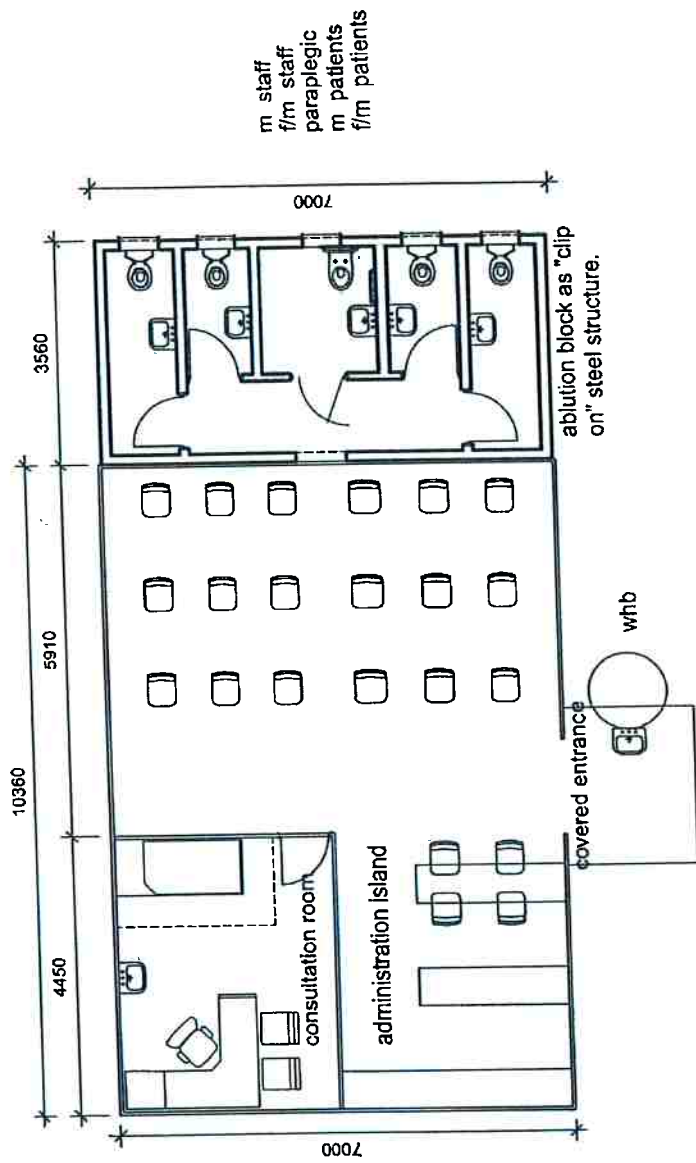 m staff
f/m staff
paraplegic
m patients
f/m patients
7000
3560
10360
5910
4450
7000
ablution block as "clip
on" steel structure.
whb
covered entrance
consultation room
administration island